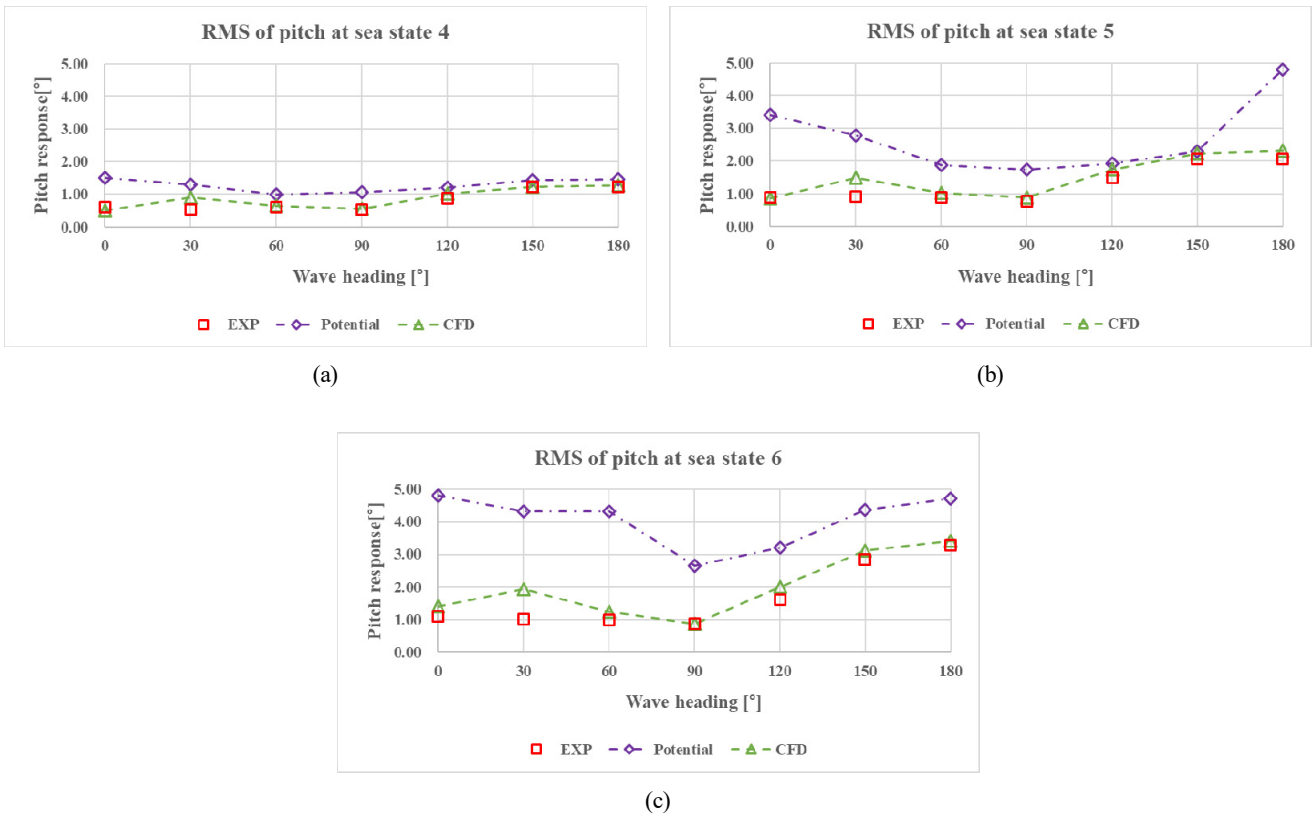 RMS of pitch at sea state 4
Pitch response[°]
5.00
4.00
3.00
2.00
1.00
0.00
0 30 60 90 120 150 180
Wave heading [°]
EXP Potential CFD
(a)
RMS of pitch at sea state 5
Pitch response[°]
5.00
4.00
3.00
2.00
1.00
0.00
0 30 60 90 120 150 180
Wave heading [°]
EXP Potential CFD
(b)
RMS of pitch at sea state 6
Pitch response[°]
5.00
4.00
3.00
2.00
1.00
0.00
0 30 60 90 120 150 180
Wave heading [°]
EXP Potential CFD
(c)